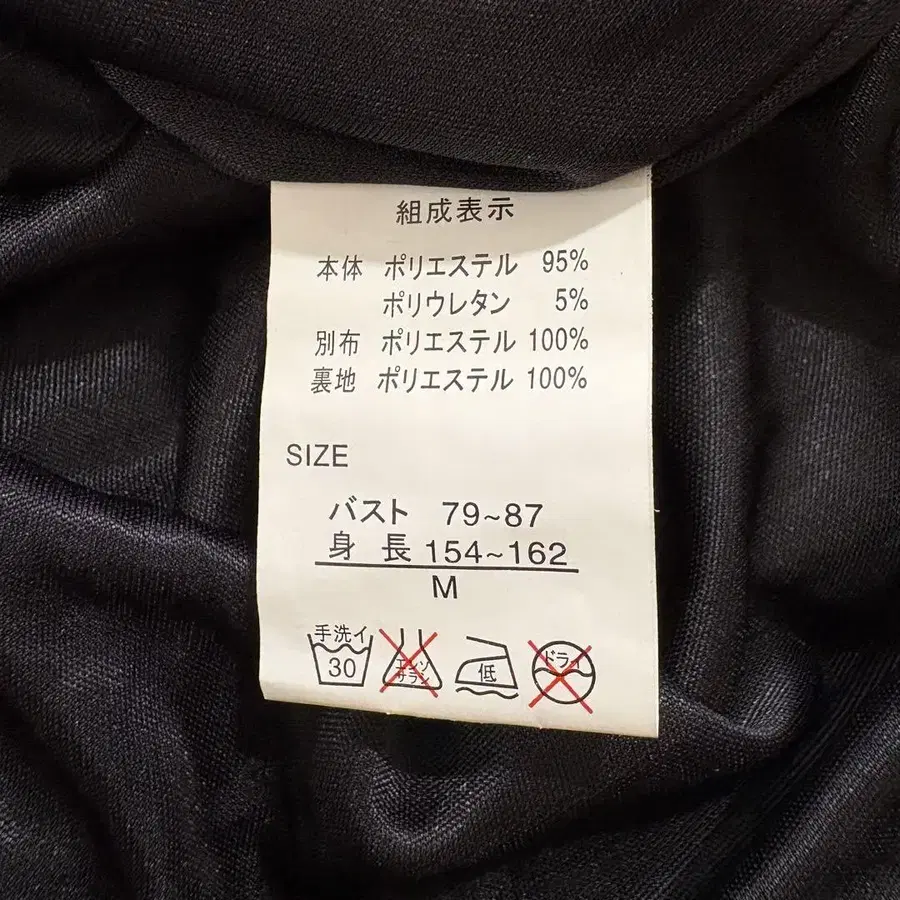 組成表示
本体 ポリエステル 95%
ポリウレタン 5%
別布 ポリエステル 100%
裏地 ポリエステル 100%
SIZE
バスト 79~87
身長 154~162
M
手洗イ 30
エンソサラシ
低
ドライ